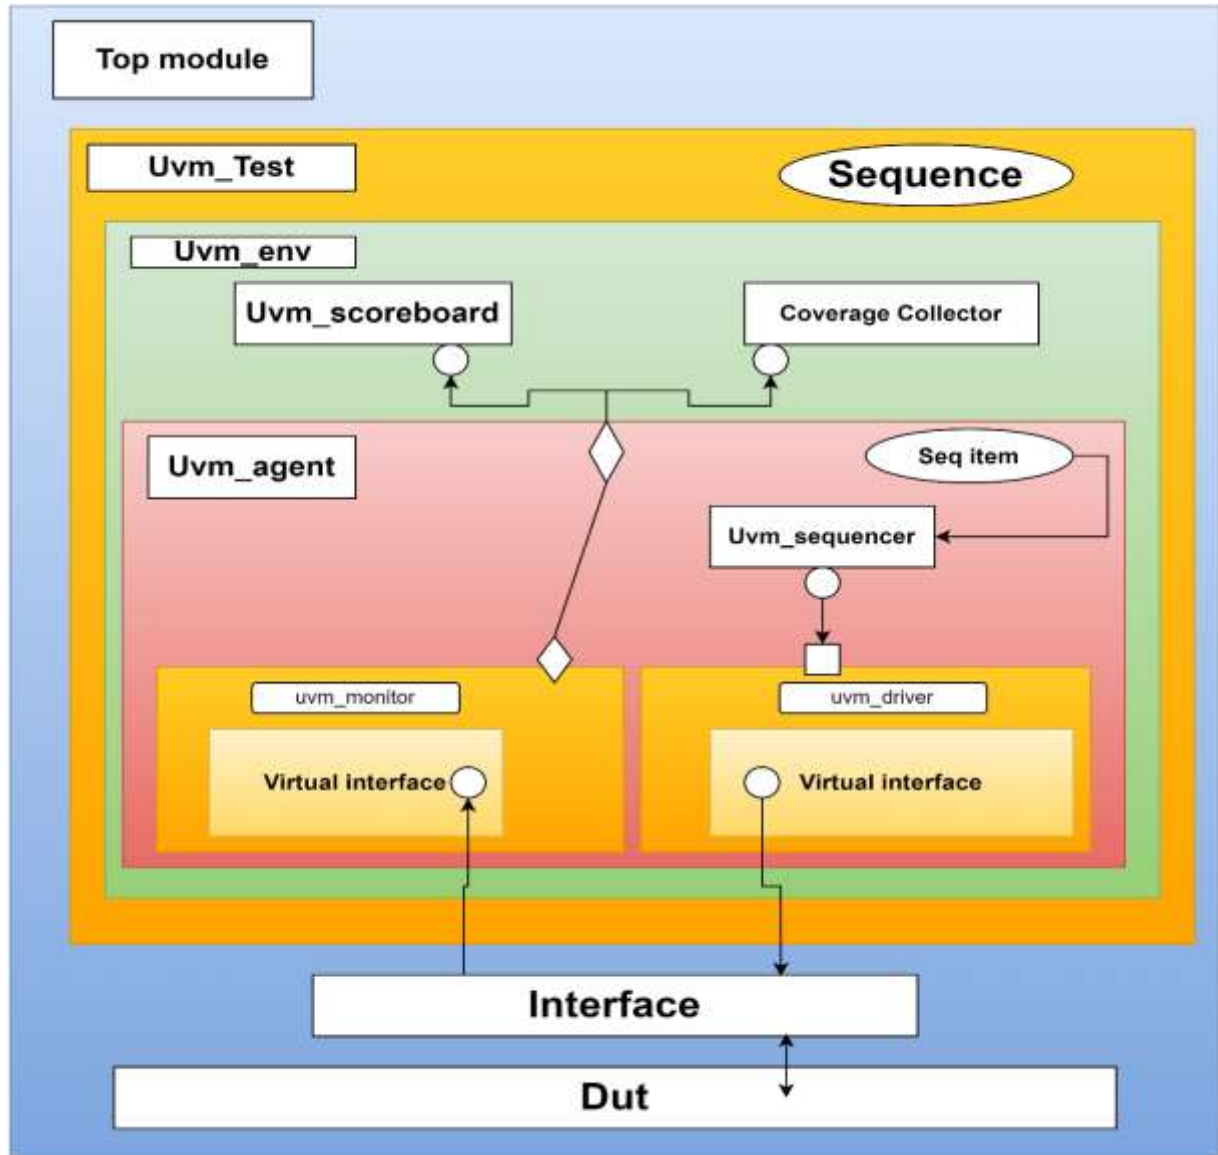 Top module
Uvm_Test
Sequence
Uvm_env
Uvm_scoreboard
Coverage Collector
Uvm_agent
Seq item
Uvm_sequencer
uvm_monitor
uvm_driver
Virtual interface
Virtual interface
Interface
Dut